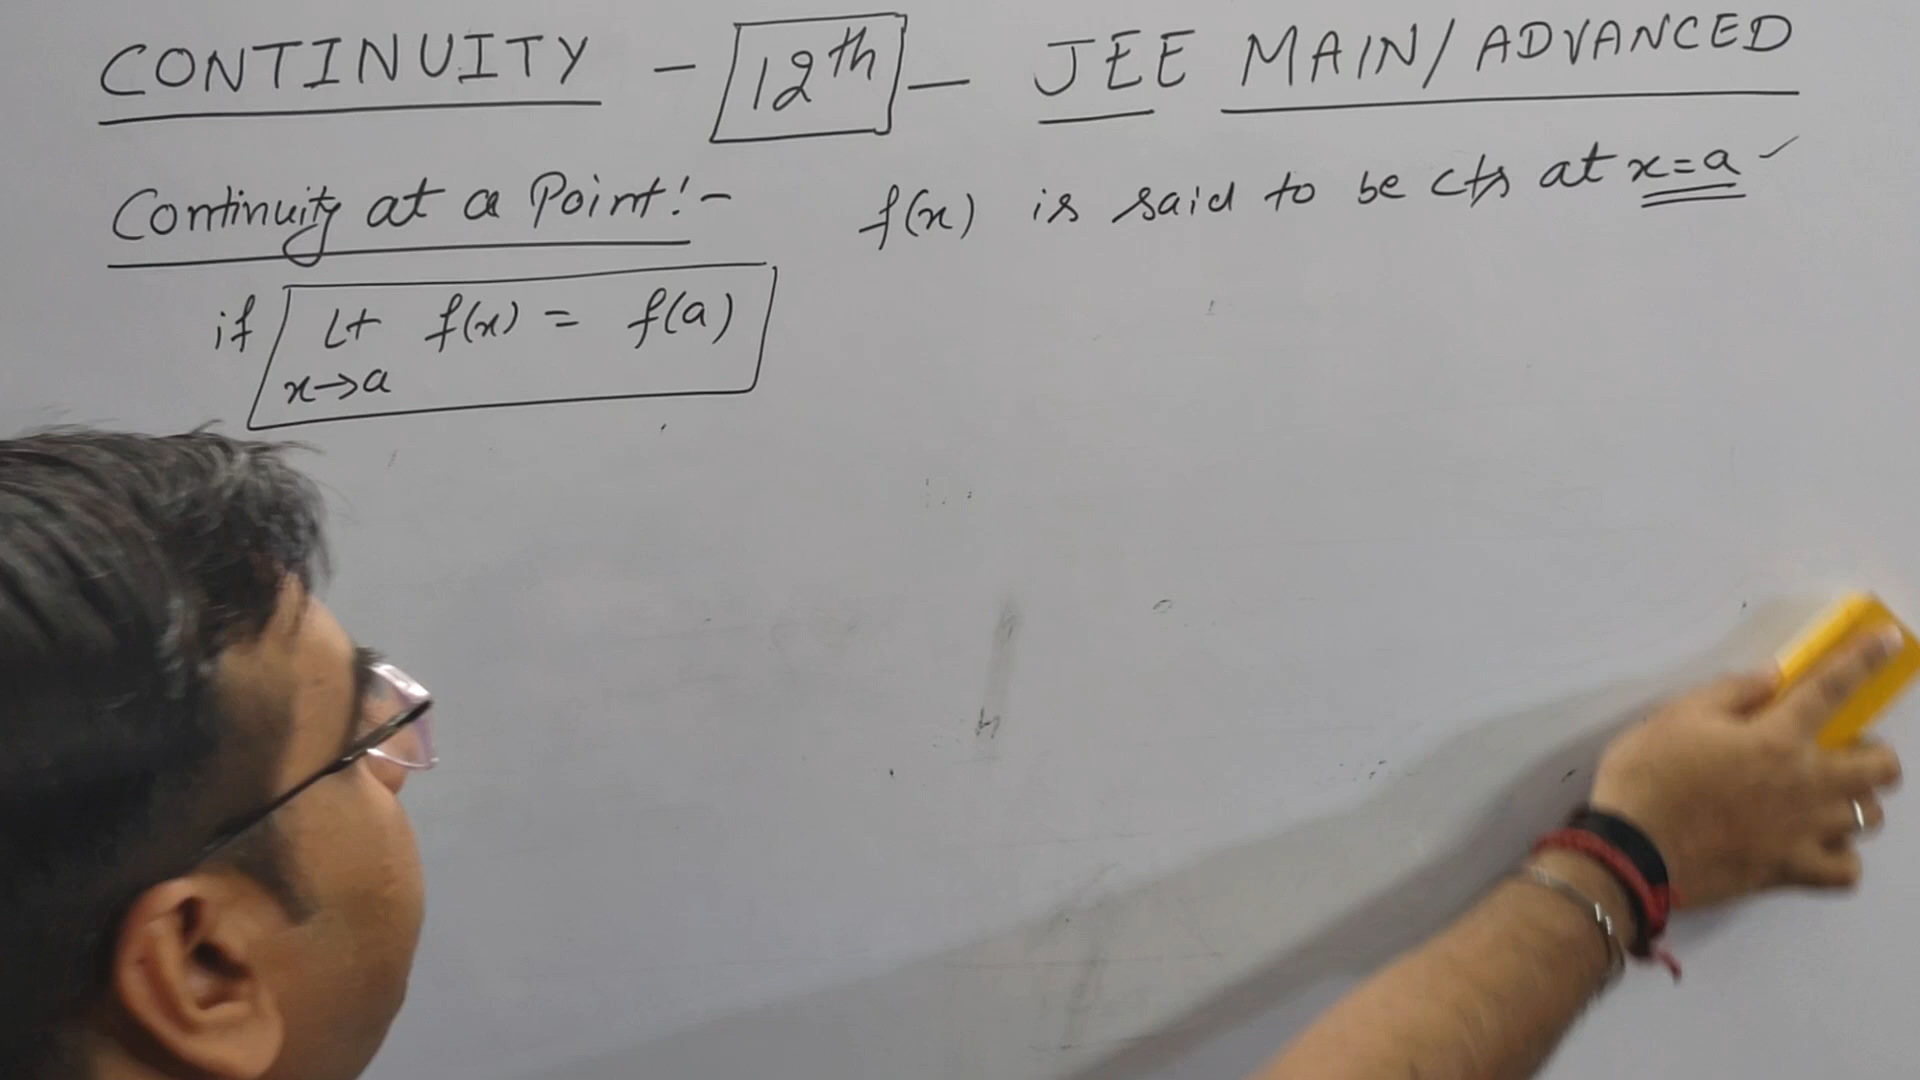 CONTINUITY - 12th - JEE MAIN/ADVANCED
Continuity at a Point:- f(x) is said to be cts at x=a
if Lt f(x) = f(a)
x→a